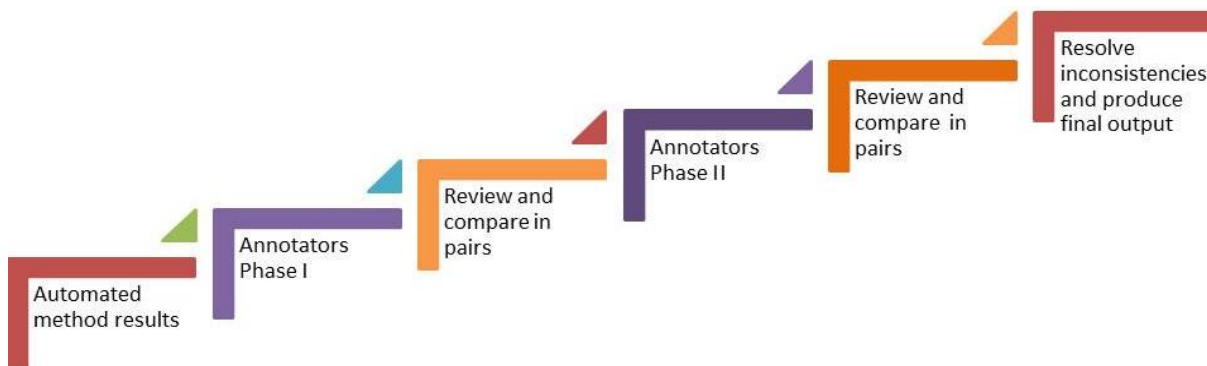 Automated
method results
Annotators
Phase I
Review and
compare in
pairs
Annotators
Phase II
Review and
compare in
pairs
Resolve
inconsistencies
and produce
final output